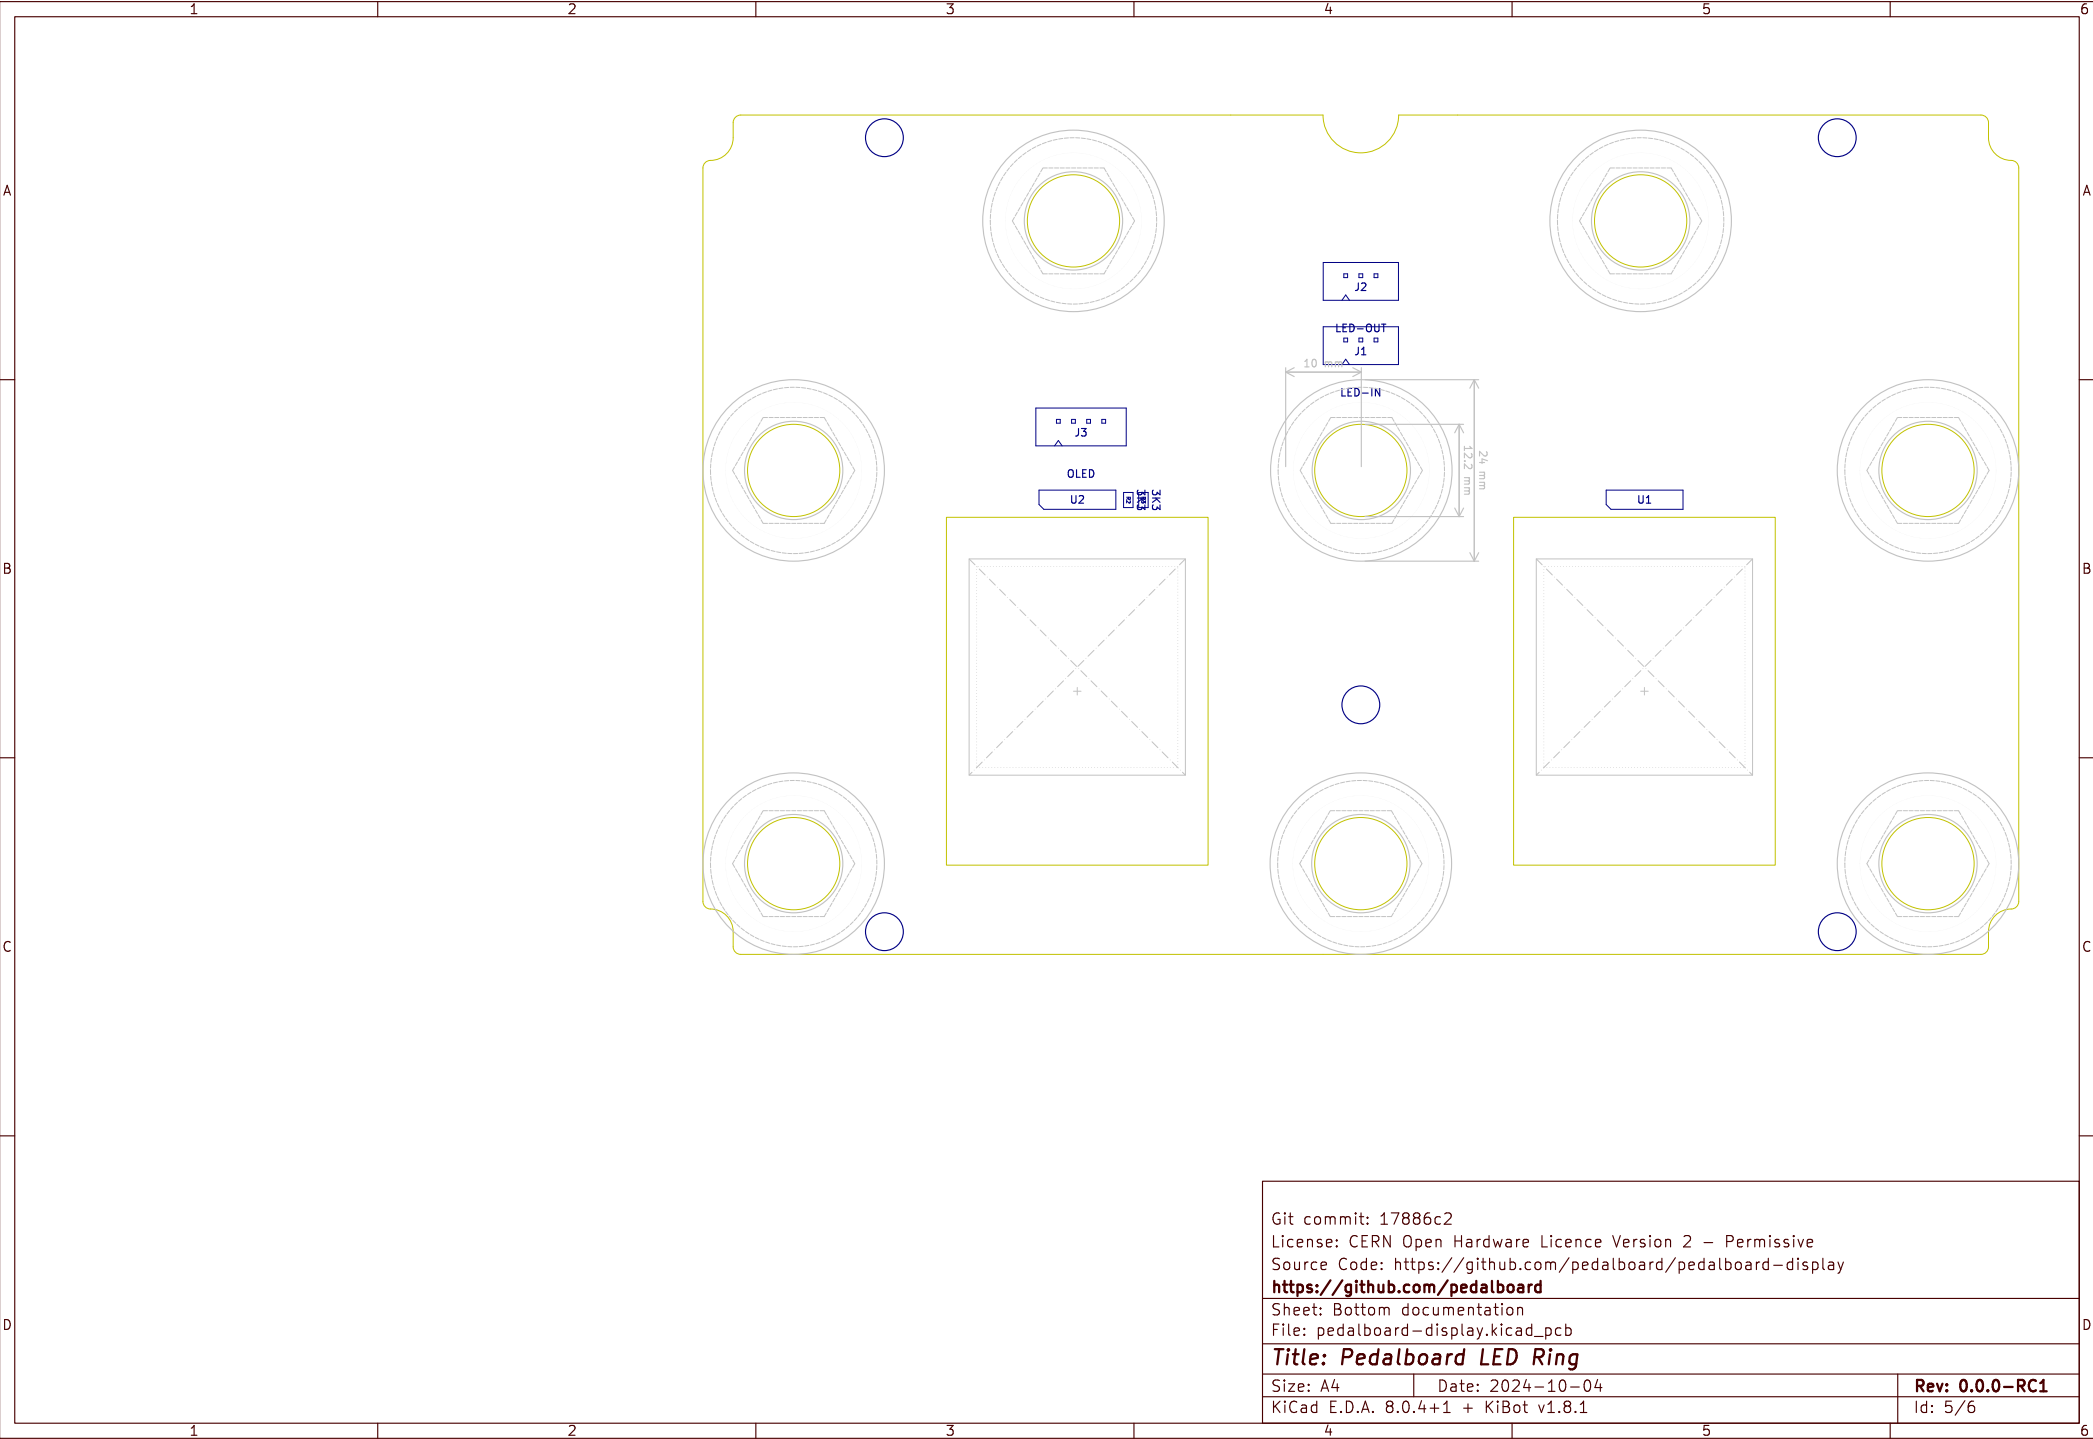 1 2 3 4 5 6
A A
J2
LED-OUT
J1
10 mm
LED-IN
J3
OLED
12.2 mm
24 mm
U2
R2
3K3
3K3
U1
B B
C C
D D
Git commit: 17886c2
License: CERN Open Hardware Licence Version 2 - Permissive
Source Code: https://github.com/pedalboard/pedalboard-display
https://github.com/pedalboard
Sheet: Bottom documentation
File: pedalboard-display.kicad_pcb
Title: Pedalboard LED Ring
Size: A4 Date: 2024-10-04 Rev: 0.0.0-RC1
KiCad E.D.A. 8.0.4+1 + KiBot v1.8.1 Id: 5/6
1 2 3 4 5 6